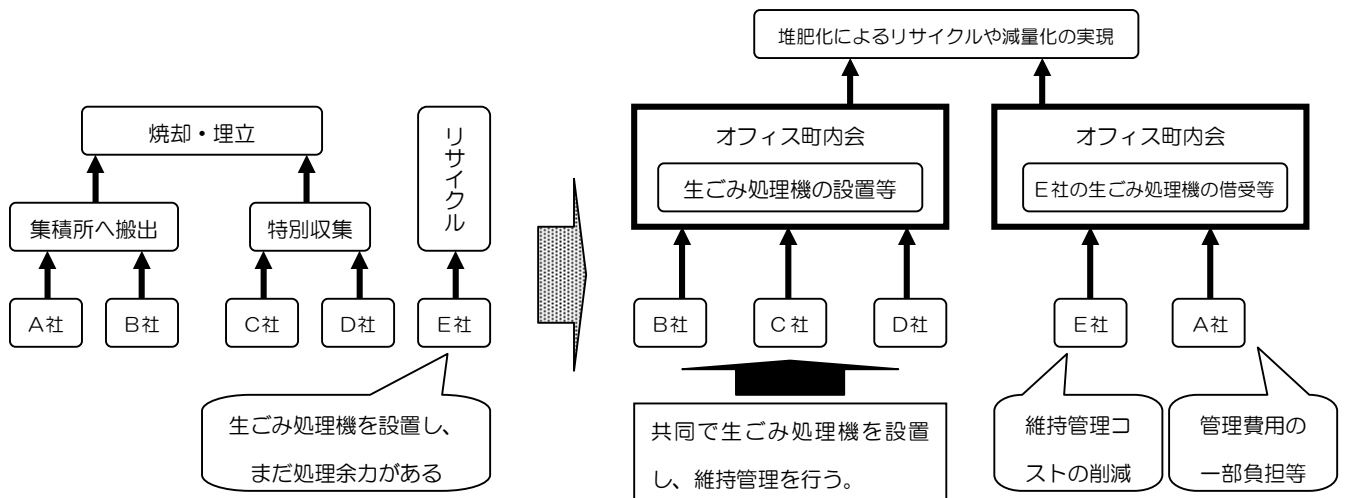 堆肥化によるリサイクルや減量化の実現
焼却・埋立
リサイクル
集積所へ搬出
特別収集
A社
B社
C社
D社
E社
生ごみ処理機を設置し、
まだ処理余力がある
オフィス町内会
生ごみ処理機の設置等
オフィス町内会
E社の生ごみ処理機の借受等
B社
C社
D社
E社
A社
共同で生ごみ処理機を設置
し、維持管理を行う。
維持管理コ
ストの削減
管理費用の
一部負担等